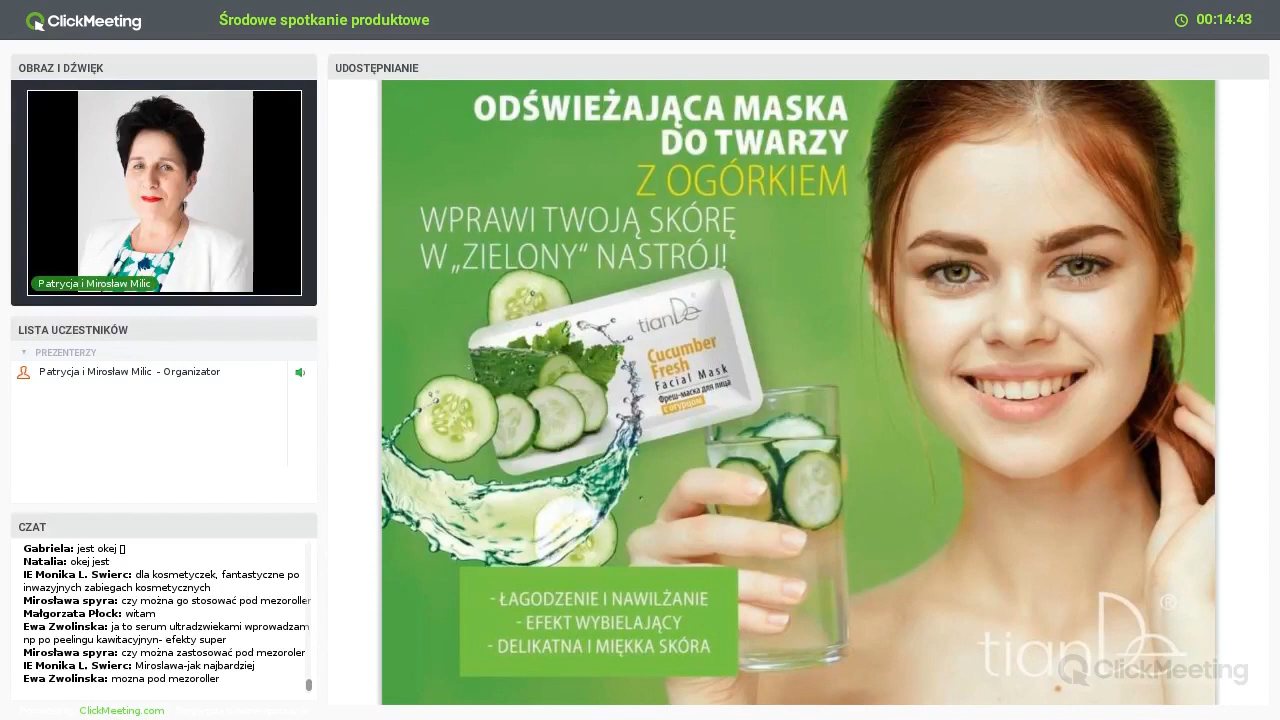 ClickMeeting
Środowe spotkanie produktowe
00:14:43
OBRAZ I DŹWIĘK
Patrycja i Mirosław Milic
LISTA UCZESTNIKÓW
PREZENTERZY
Patrycja i Mirosław Milic - Organizator
CZAT
Gabriela: jest okej []
Natalia: okej jest
IE Monika L. Swierc: dla kosmetyczek, fantastyczne po
inwazyjnych zabiegach kosmetycznych
Mirosława spyra: czy można go stosować pod mezoroller
Małgorzata Płock: witam
Ewa Zwolinska: ja to serum ultradzwiekami wprowadzam
np po peelingu kawitacyjnyn- efekty super
Mirosława spyra: czy można zastosować pod mezoroler
IE Monika L. Swierc: Miroslawa-jak najbardziej
Ewa Zwolinska: mozna pod mezoroller
ClickMeeting.com
UDOSTĘPNIANIE
ODŚWIEŻAJĄCA MASKA
DO TWARZY
Z OGÓRKIEM
WPRAWI TWOJĄ SKÓRĘ
W „ZIELONY“ NASTRÓJ!
tianDe
Cucumber
Fresh
Facial Mask
Фреш-маска для лица
с огурцом
- ŁAGODZENIE I NAWILŻANIE
- EFEKT WYBIELAJĄCY
- DELIKATNA I MIĘKKA SKÓRA
tianDe ®
ClickMeeting